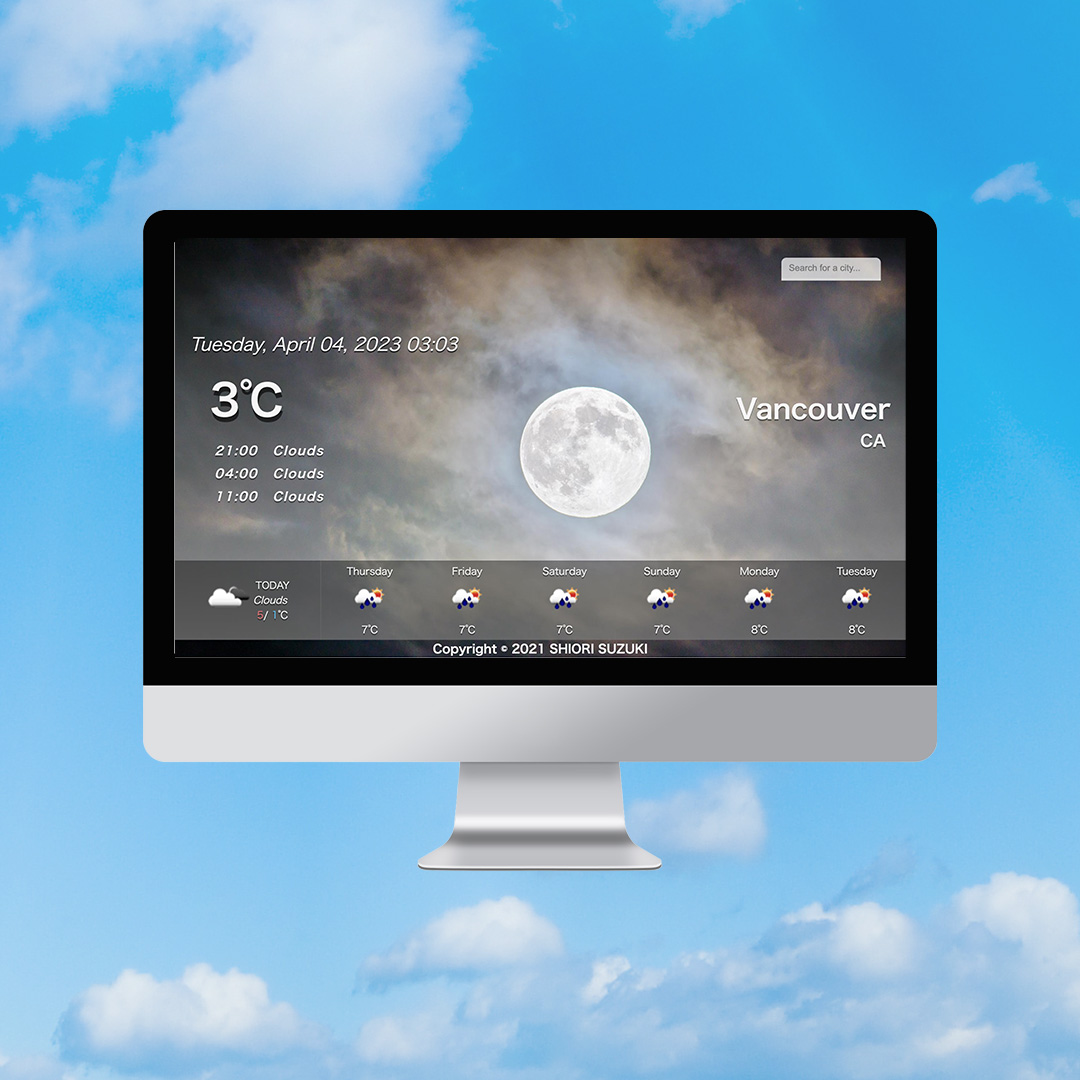 Search for a city...
Tuesday, April 04, 2023 03:03
3℃
Vancouver
CA
21:00 Clouds
04:00 Clouds
11:00 Clouds
TODAY
Clouds
5/ 1℃
Thursday
7℃
Friday
7℃
Saturday
7℃
Sunday
7℃
Monday
8℃
Tuesday
8℃
Copyright © 2021 SHIORI SUZUKI